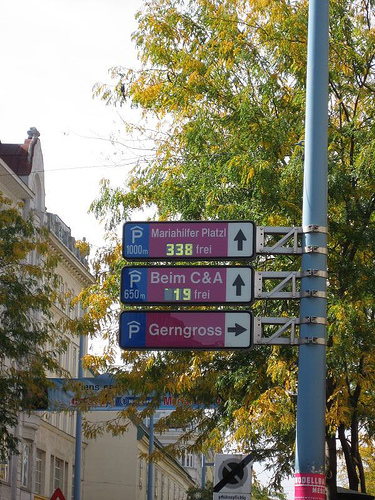 P Mariahilfer Platzl
1000m 338 frei
P Beim C&A
650m 19 frei
P Gerngross